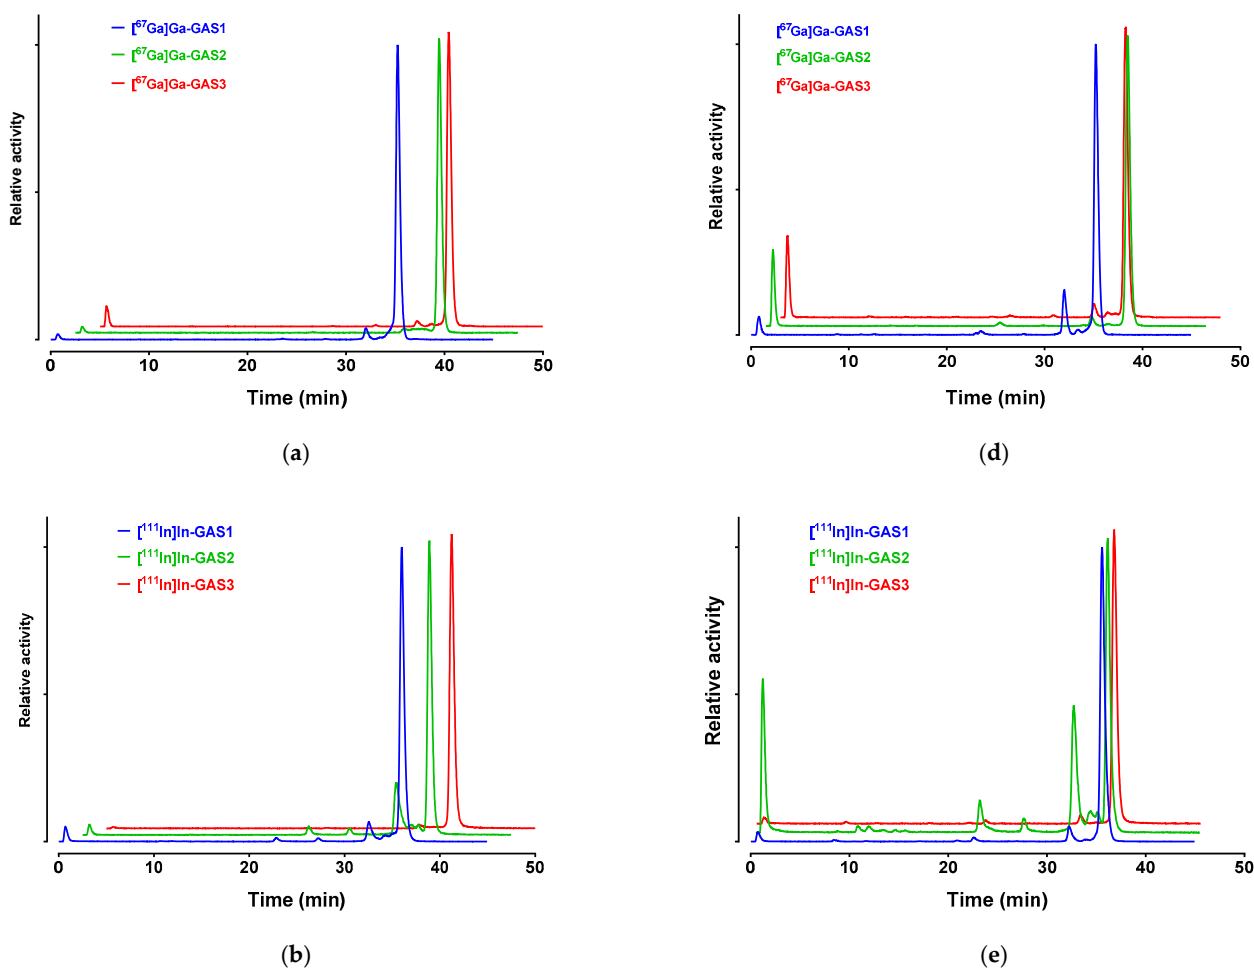 [⁶⁷Ga]Ga-GAS1
[⁶⁷Ga]Ga-GAS2
[⁶⁷Ga]Ga-GAS3
Relative activity
0 10 20 30 40 50
Time (min)
(a)
[⁶⁷Ga]Ga-GAS1
[⁶⁷Ga]Ga-GAS2
[⁶⁷Ga]Ga-GAS3
Relative activity
0 10 20 30 40 50
Time (min)
(d)
[¹¹¹In]In-GAS1
[¹¹¹In]In-GAS2
[¹¹¹In]In-GAS3
Relative activity
0 10 20 30 40 50
Time (min)
(b)
[¹¹¹In]In-GAS1
[¹¹¹In]In-GAS2
[¹¹¹In]In-GAS3
Relative activity
0 10 20 30 40 50
Time (min)
(e)